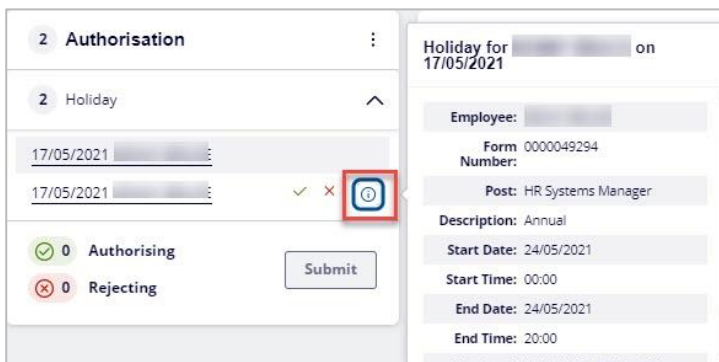 2 Authorisation
2 Holiday
17/05/2021
17/05/2021
0 Authorising
0 Rejecting
Submit
Holiday for on
17/05/2021
Employee:
Form Number: 0000049294
Post: HR Systems Manager
Description: Annual
Start Date: 24/05/2021
Start Time: 00:00
End Date: 24/05/2021
End Time: 20:00